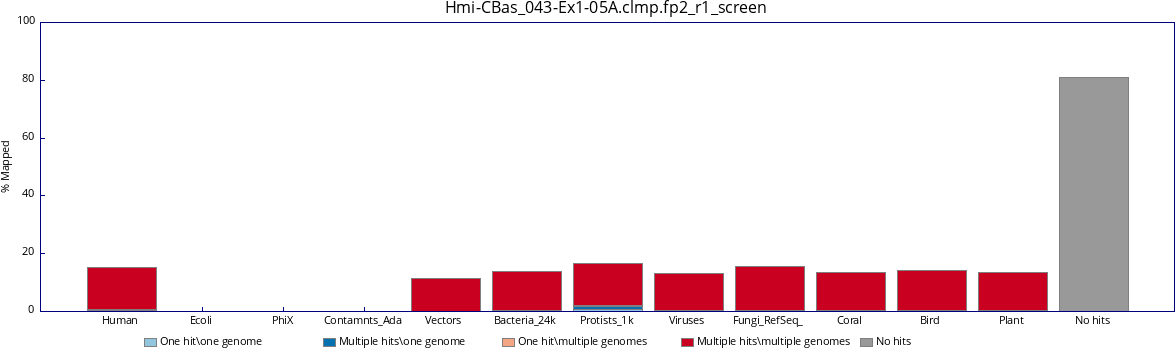 Hmi-CBas_043-Ex1-05A.clmp.fp2_r1_screen
100
80
60
40
20
0
% Mapped
Human Ecoli PhiX Contamnts_Ada Vectors Bacteria_24k Protists_1k Viruses Fungi_RefSeq_ Coral Bird Plant No hits
One hit\one genome Multiple hits\one genome One hit\multiple genomes Multiple hits\multiple genomes No hits